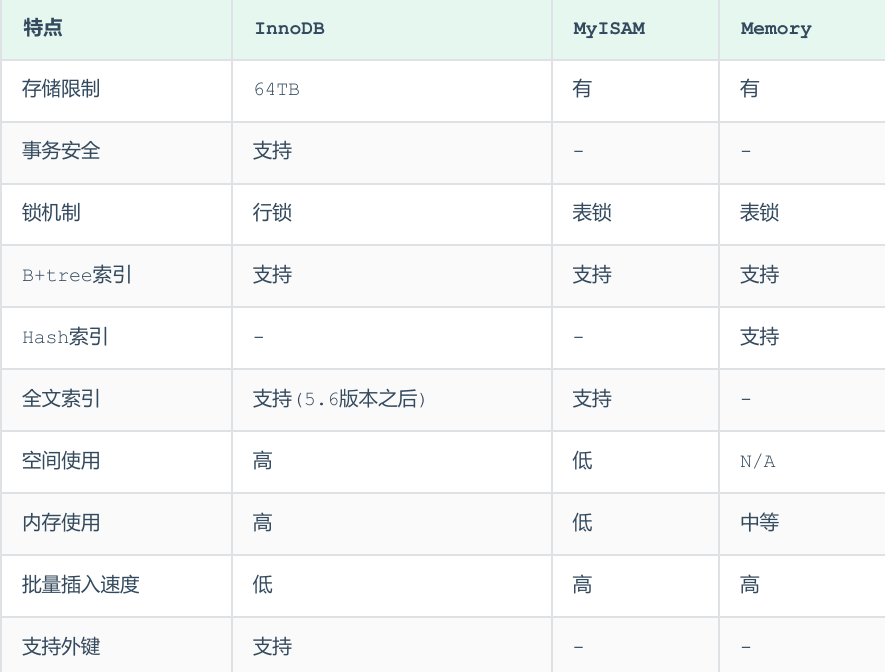 特点 InnoDB MyISAM Memory
存储限制 64TB 有 有
事务安全 支持 - -
锁机制 行锁 表锁 表锁
B+tree索引 支持 支持 支持
Hash索引 - - 支持
全文索引 支持(5.6版本之后) 支持 -
空间使用 高 低 N/A
内存使用 高 低 中等
批量插入速度 低 高 高
支持外键 支持 - -